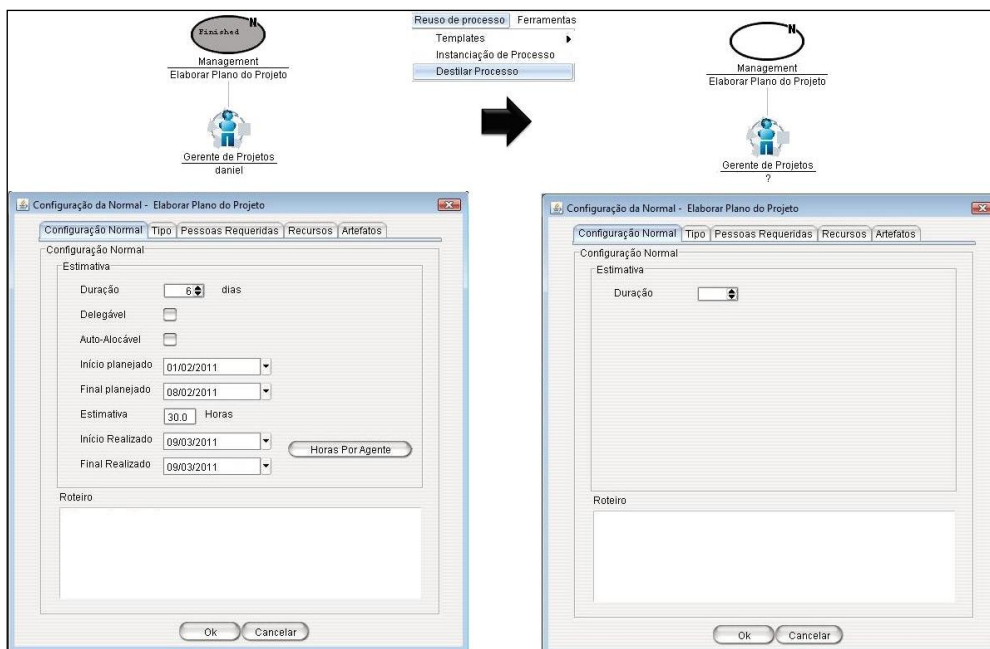 Finished
N
Management
Elaborar Plano do Projeto
Gerente de Projetos
daniel
Reuso de processo Ferramentas
Templates
Instanciação de Processo
Destilar Processo
N
Management
Elaborar Plano do Projeto
Gerente de Projetos
?
Configuração da Normal - Elaborar Plano do Projeto
Configuração Normal Tipo Pessoas Requeridas Recursos Artefatos
Configuração Normal
Estimativa
Duração 6 dias
Delegável
Auto-Alocável
Início planejado 01/02/2011
Final planejado 08/02/2011
Estimativa 30.0 Horas
Início Realizado 09/03/2011
Horas Por Agente
Final Realizado 09/03/2011
Roteiro
Ok Cancelar
Configuração da Normal - Elaborar Plano do Projeto
Configuração Normal Tipo Pessoas Requeridas Recursos Artefatos
Configuração Normal
Estimativa
Duração
Roteiro
Ok Cancelar